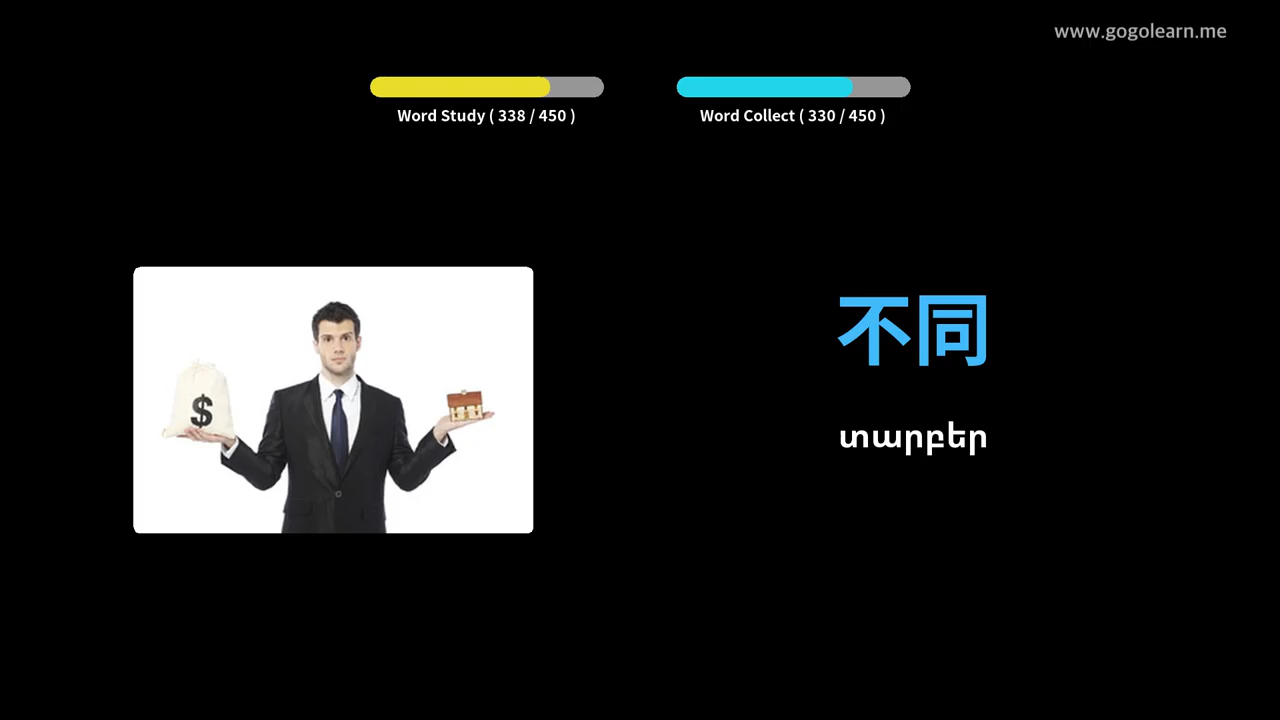 www.gogolearn.me
Word Study ( 338 / 450 )
Word Collect ( 330 / 450 )
$
不同
տարբեր